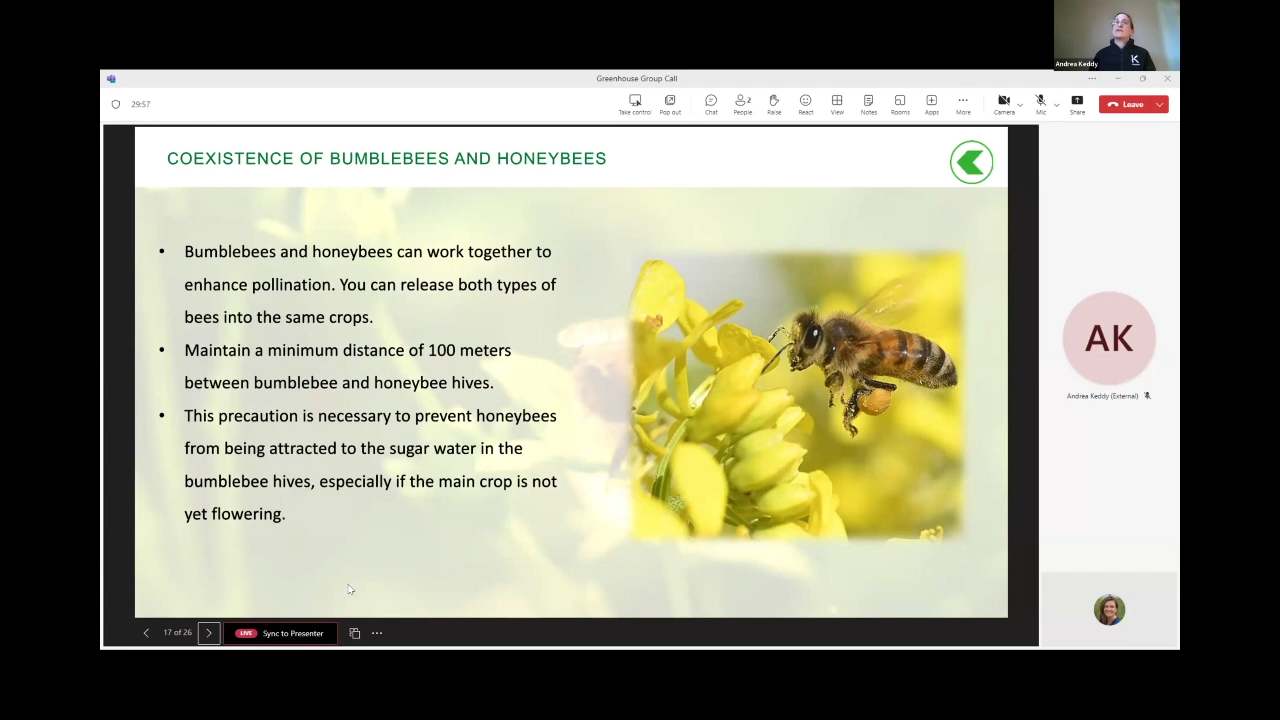 Andrea Keddy
Greenhouse Group Call
29:57
Take control
Pop out
Chat
2
People
Raise
React
View
Notes
Rooms
Apps
More
Camera
Mic
Share
Leave
COEXISTENCE OF BUMBLEBEES AND HONEYBEES
• Bumblebees and honeybees can work together to
enhance pollination. You can release both types of
bees into the same crops.
• Maintain a minimum distance of 100 meters
between bumblebee and honeybee hives.
• This precaution is necessary to prevent honeybees
from being attracted to the sugar water in the
bumblebee hives, especially if the main crop is not
yet flowering.
AK
Andrea Keddy (External)
17 of 26
LIVE Sync to Presenter